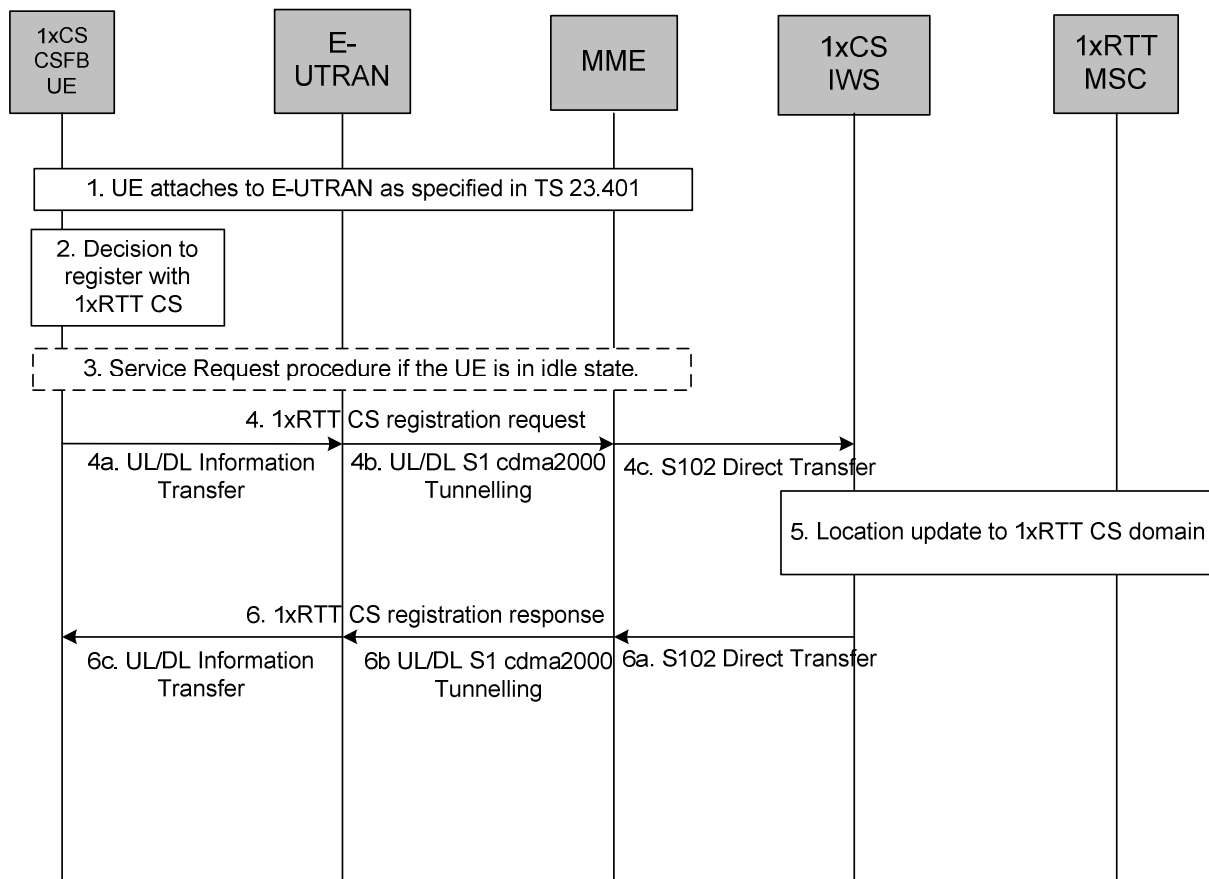 1xCS
CSFB
UE
E-
UTRAN
MME
1xCS
IWS
1xRTT
MSC
1. UE attaches to E-UTRAN as specified in TS 23.401
2. Decision to
register with
1xRTT CS
3. Service Request procedure if the UE is in idle state.
4. 1xRTT CS registration request
4a. UL/DL Information
Transfer
4b. UL/DL S1 cdma2000
Tunnelling
4c. S102 Direct Transfer
5. Location update to 1xRTT CS domain
6. 1xRTT CS registration response
6c. UL/DL Information
Transfer
6b UL/DL S1 cdma2000
Tunnelling
6a. S102 Direct Transfer